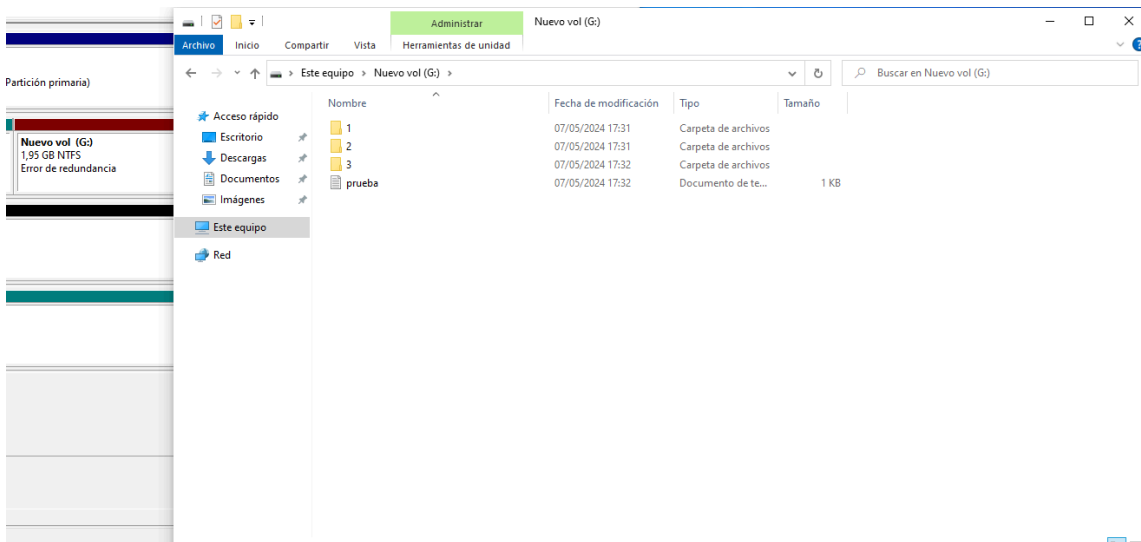 Administrar
Nuevo vol (G:)
Archivo Inicio Compartir Vista Herramientas de unidad
Este equipo > Nuevo vol (G:) >
Buscar en Nuevo vol (G:)
Partición primaria)
Nuevo vol (G:)
1,95 GB NTFS
Error de redundancia
Acceso rápido
Escritorio
Descargas
Documentos
Imágenes
Este equipo
Red
Nombre Fecha de modificación Tipo Tamaño
1 07/05/2024 17:31 Carpeta de archivos
2 07/05/2024 17:31 Carpeta de archivos
3 07/05/2024 17:32 Carpeta de archivos
prueba 07/05/2024 17:32 Documento de te... 1 KB